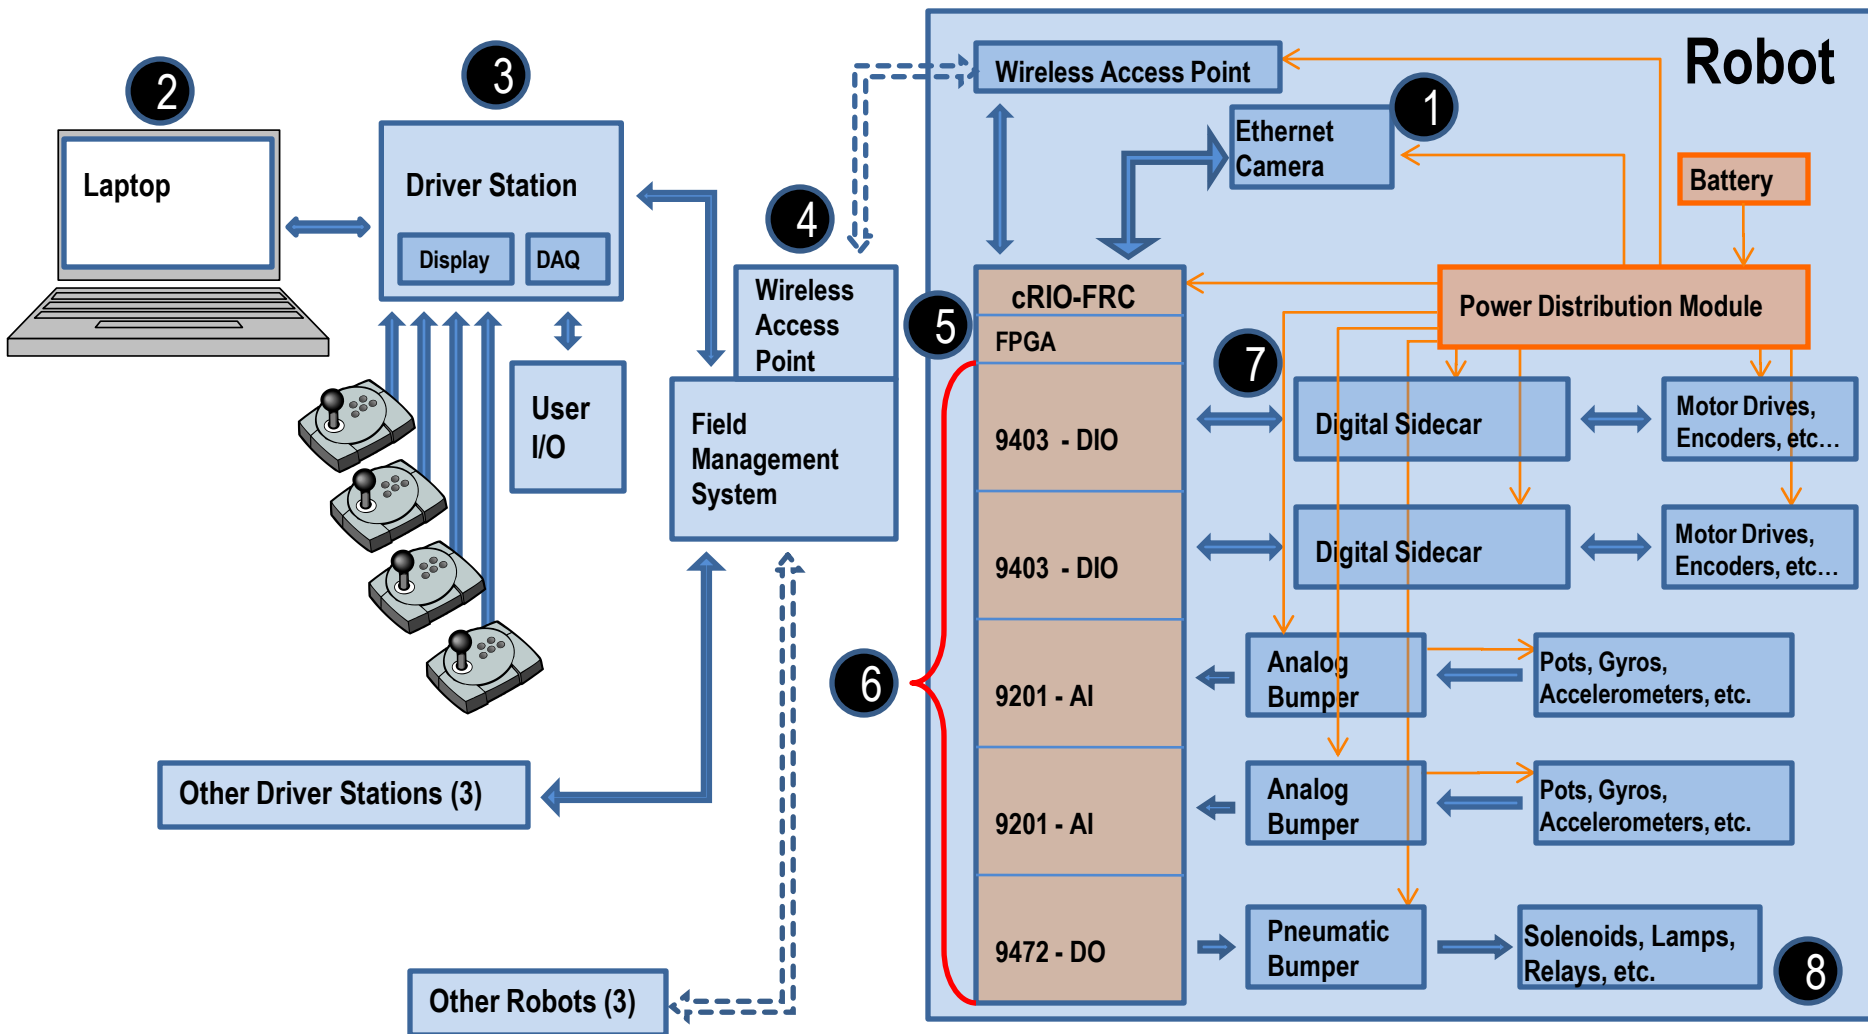 Robot
Wireless Access Point
1
2
3
Ethernet
Camera
Laptop
Driver Station
Battery
4
Display
DAQ
Wireless
Access
Point
cRIO-FRC
Power Distribution Module
5
FPGA
7
User
I/O
Field
Management
System
9403 - DIO
Digital Sidecar
Motor Drives,
Encoders, etc...
9403 - DIO
Digital Sidecar
Motor Drives,
Encoders, etc...
6
9201 - AI
Analog
Bumper
Pots, Gyros,
Accelerometers, etc.
Other Driver Stations (3)
9201 - AI
Analog
Bumper
Pots, Gyros,
Accelerometers, etc.
9472 - DO
Pneumatic
Bumper
Solenoids, Lamps,
Relays, etc.
8
Other Robots (3)